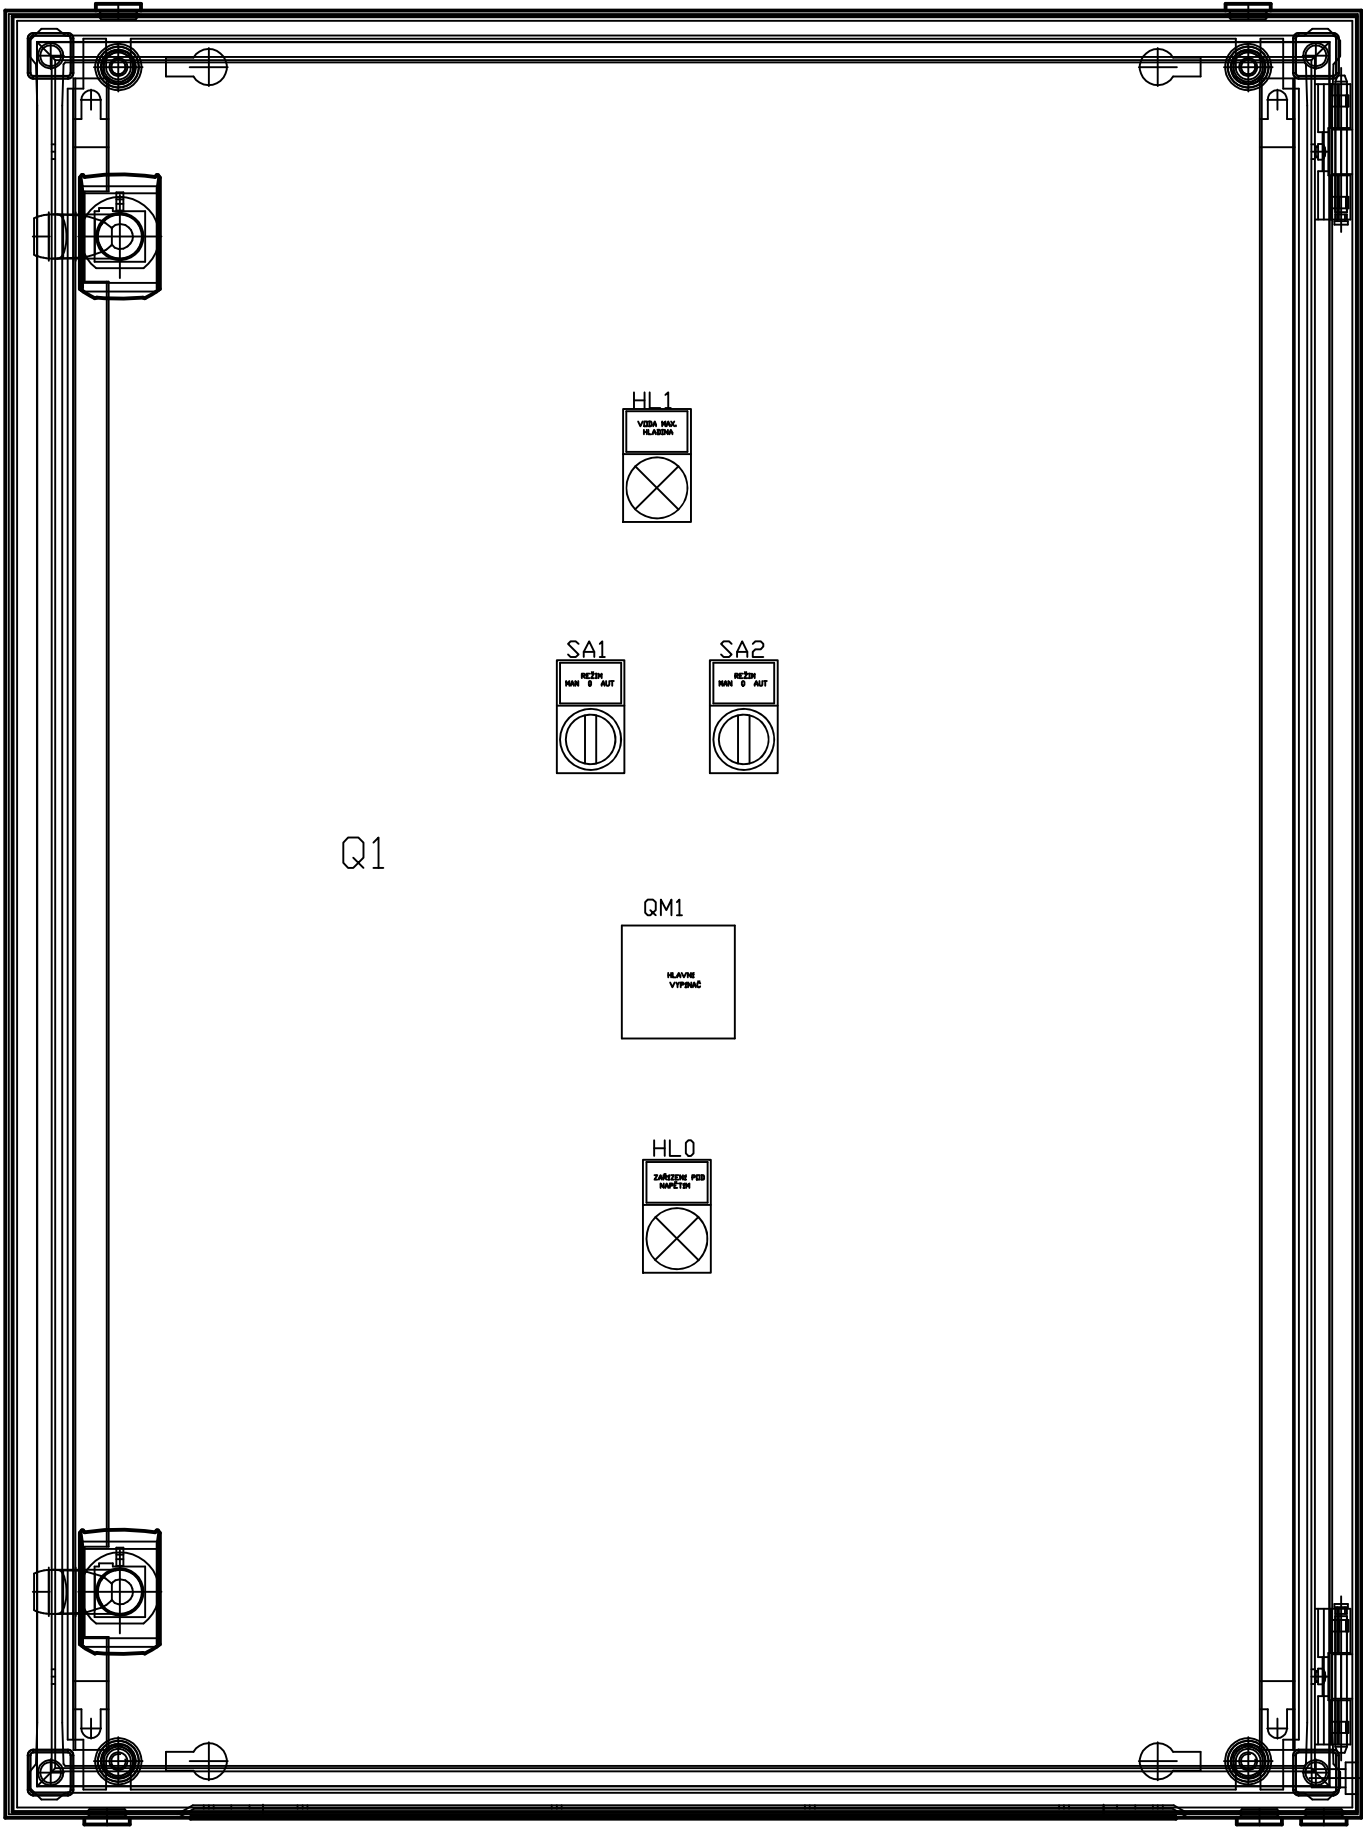 HL1
VODA MAX.
HLADINA
SA1
SA2
REŽIM
MAN 0 AUT
REŽIM
MAN 0 AUT
Q1
QM1
HLAVNÍ
VYPÍNAČ
HL0
ZAŘÍZENÍ POD
NAPĚTÍM